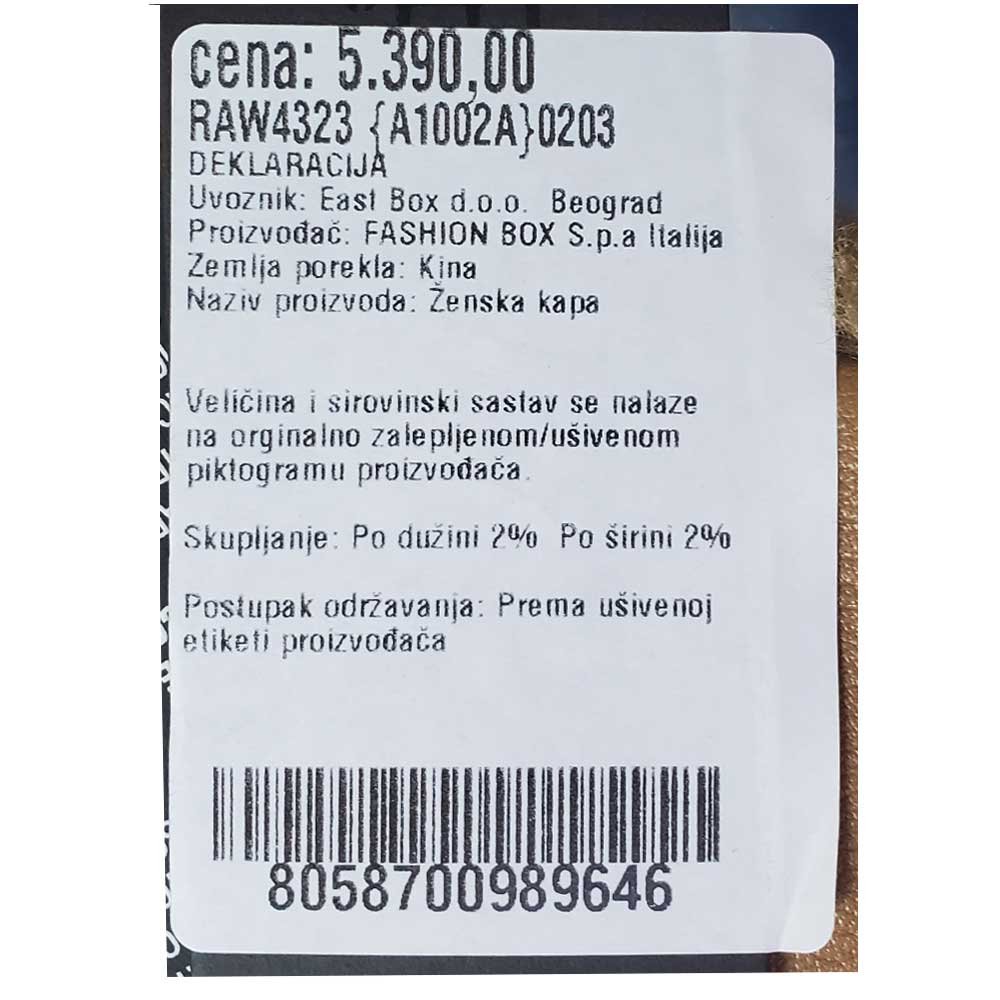 cena: 5.390,00
RAW4323 {A1002A}0203
DEKLARACIJA
Uvoznik: East Box d.o.o. Beograd
Proizvođač: FASHION BOX S.p.a Italija
Zemlja porekla: Kina
Naziv proizvoda: Ženska kapa
Veličina i sirovinski sastav se nalaze
na orginalno zalepljenom/ušivenom
piktogramu proizvođača.
Skupljanje: Po dužini 2% Po širini 2%
Postupak održavanja: Prema ušivenoj
etiketi proizvođača
8058700989646